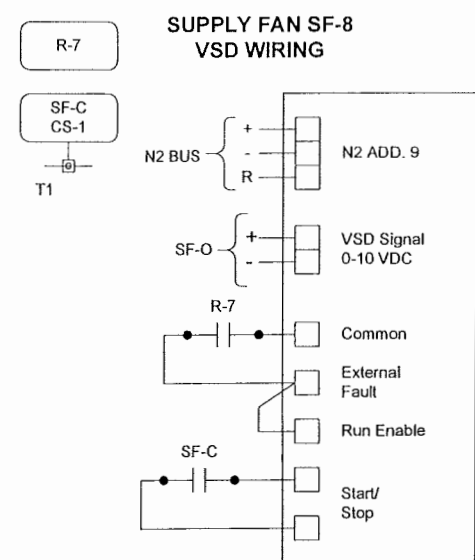 SUPPLY FAN SF-8
VSD WIRING
R-7
SF-C
CS-1
T1
N2 BUS
+
-
R
N2 ADD. 9
SF-O
+
-
VSD Signal
0-10 VDC
R-7
Common
External
Fault
Run Enable
SF-C
Start/
Stop